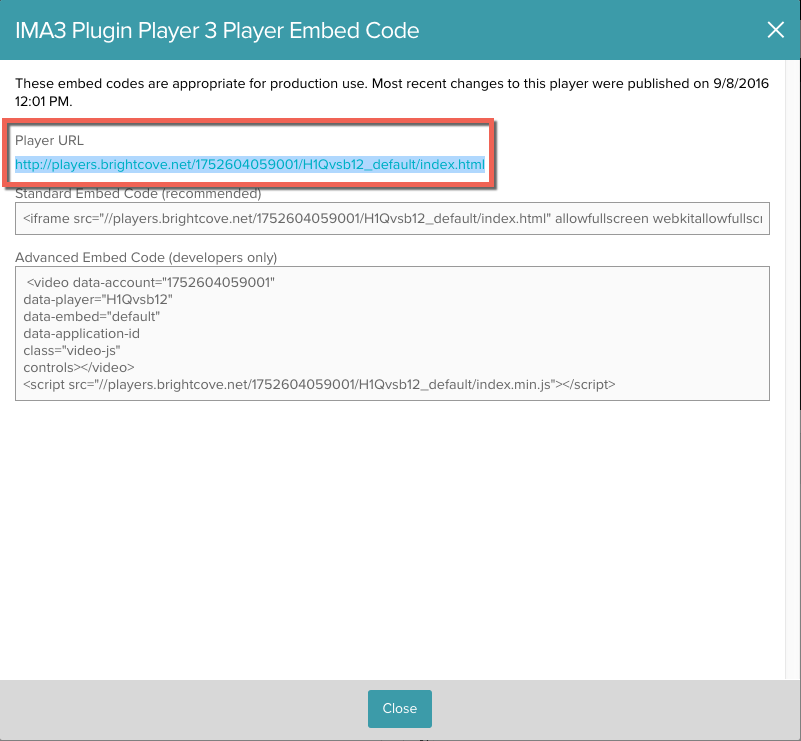 IMA3 Plugin Player 3 Player Embed Code
These embed codes are appropriate for production use. Most recent changes to this player were published on 9/8/2016
12:01 PM.
Player URL
http://players.brightcove.net/1752604059001/H1Qvsb12_default/index.html
Standard Embed Code (recommended)
<iframe src="//players.brightcove.net/1752604059001/H1Qvsb12_default/index.html" allowfullscreen webkitallowfullscr
Advanced Embed Code (developers only)
<video data-account="1752604059001"
data-player="H1Qvsb12"
data-embed="default"
data-application-id
class="video-js"
controls></video>
<script src="//players.brightcove.net/1752604059001/H1Qvsb12_default/index.min.js"></script>
Close